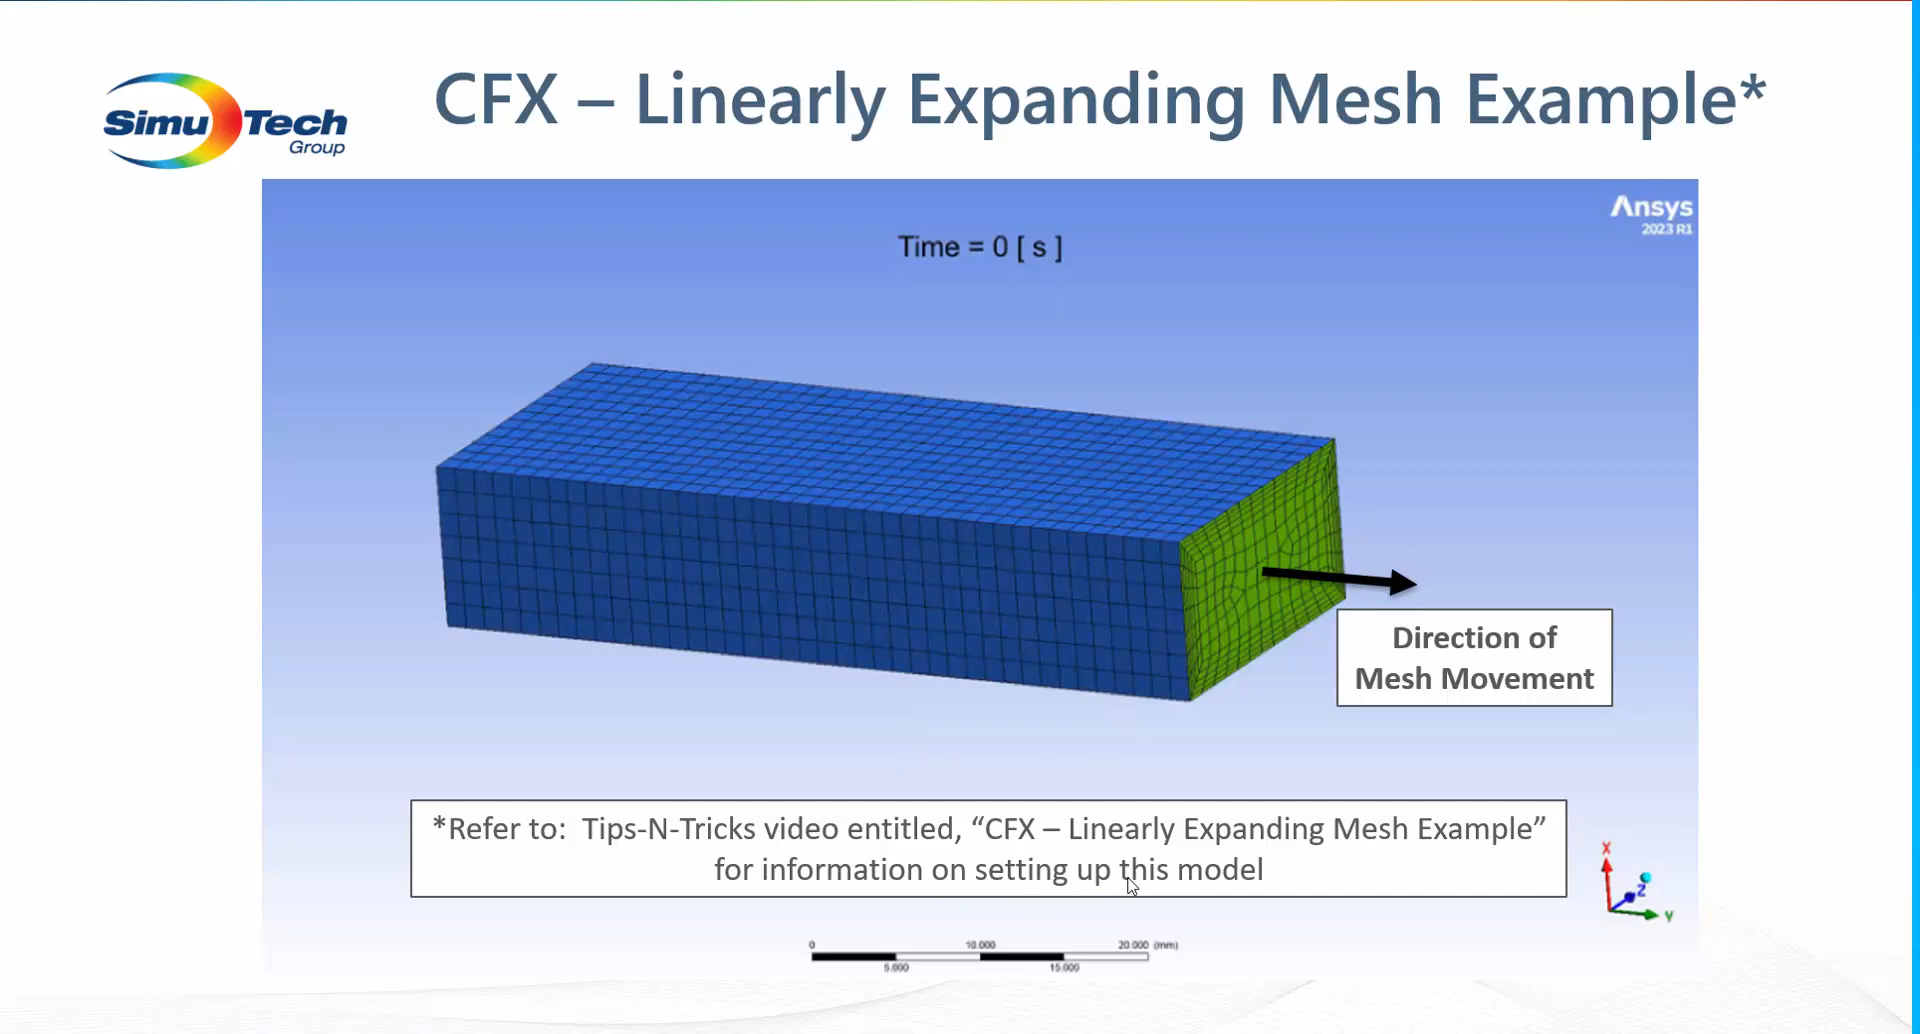 Simu Tech
Group
CFX – Linearly Expanding Mesh Example*
Ansys
2023 R1
Time = 0 [ s ]
Direction of
Mesh Movement
*Refer to:  Tips-N-Tricks video entitled, “CFX – Linearly Expanding Mesh Example”
for information on setting up this model
X
Z
Y
0 10.000 20.000 (mm)
5.000 15.000